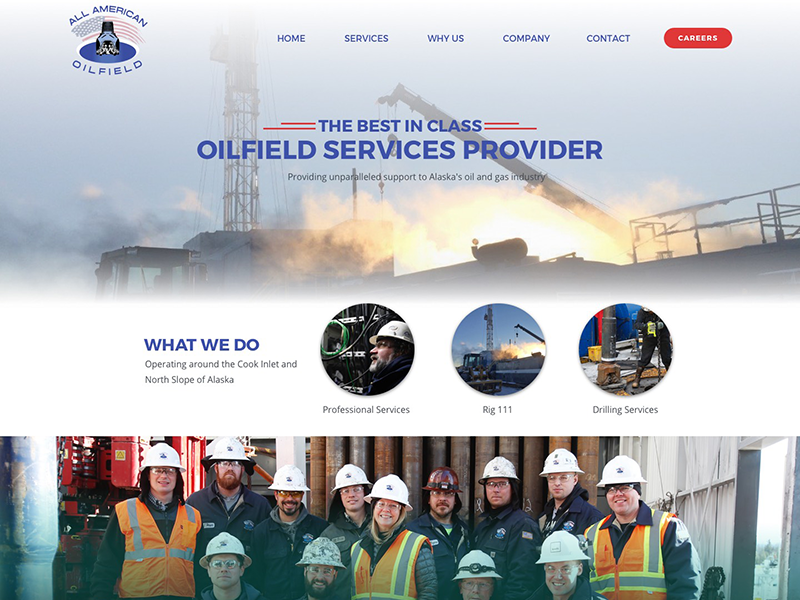 ALL AMERICAN
OILFIELD
HOME SERVICES WHY US COMPANY CONTACT CAREERS
THE BEST IN CLASS
OILFIELD SERVICES PROVIDER
Providing unparalleled support to Alaska's oil and gas industry
WHAT WE DO
Operating around the Cook Inlet and
North Slope of Alaska
Professional Services Rig 111 Drilling Services